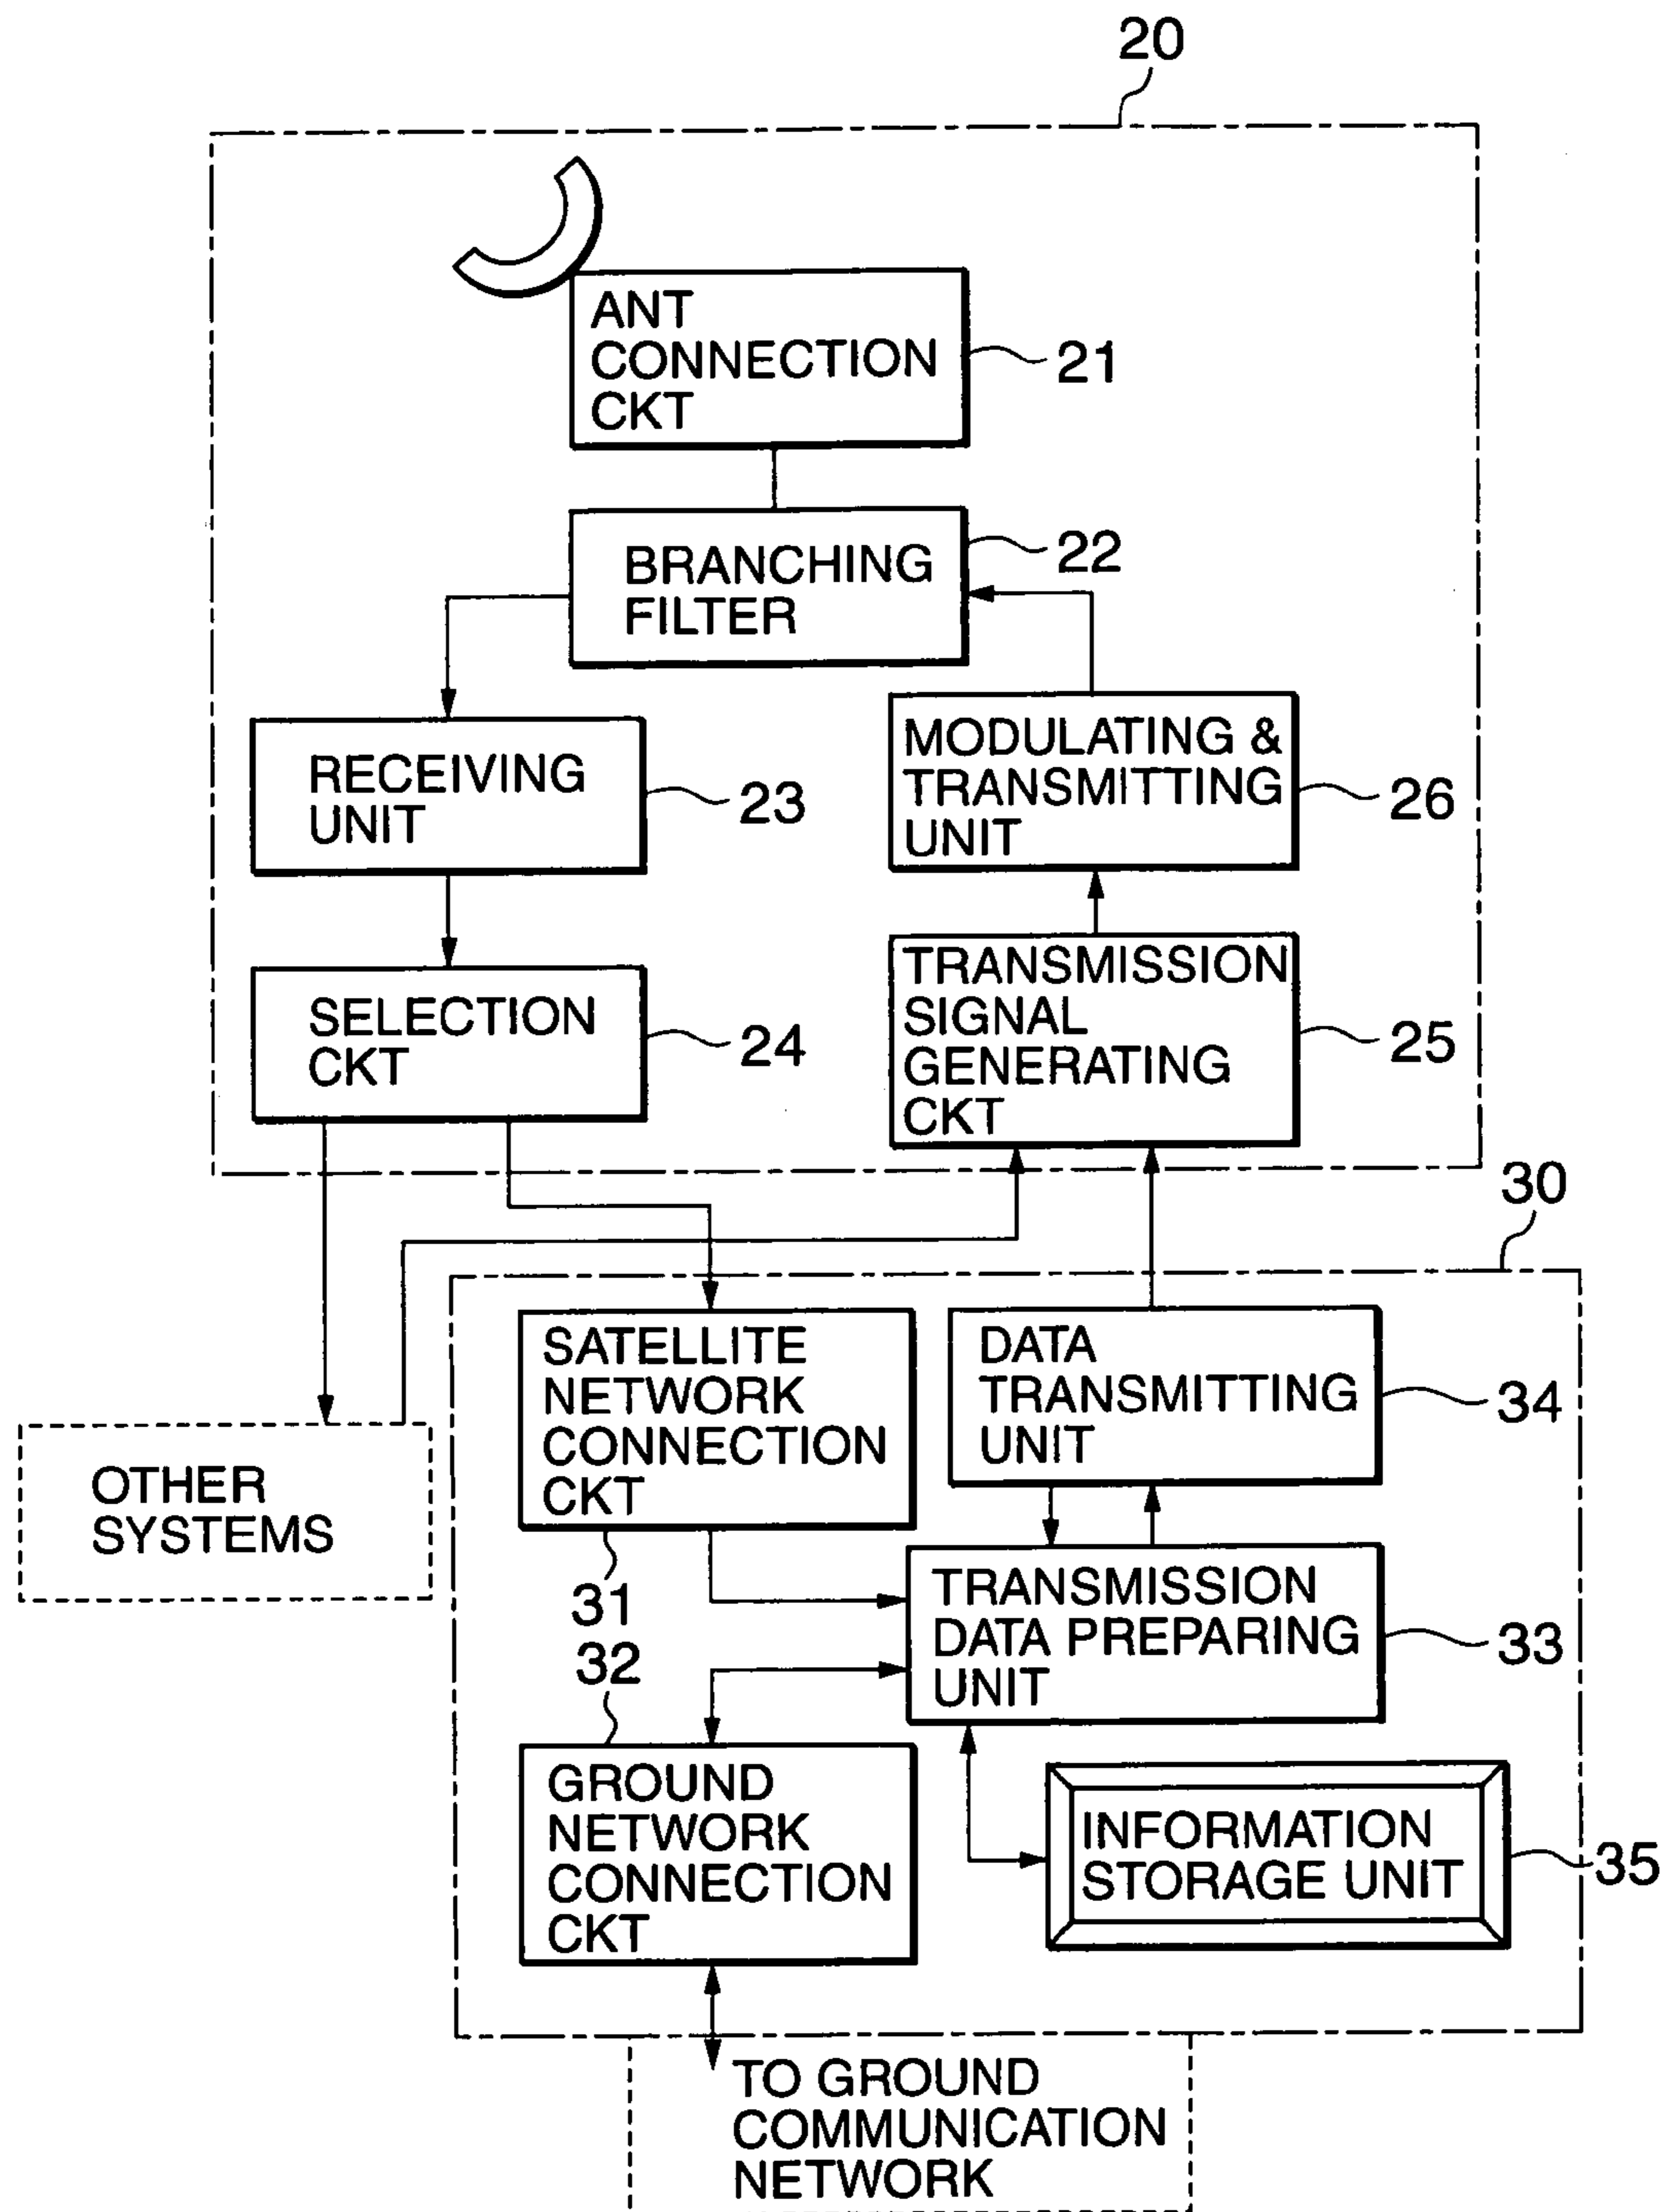 20
ANT
CONNECTION
CKT
21
BRANCHING
FILTER
22
RECEIVING
UNIT
23
MODULATING &
TRANSMITTING
UNIT
26
SELECTION
CKT
24
TRANSMISSION
SIGNAL
GENERATING
CKT
25
30
SATELLITE
NETWORK
CONNECTION
CKT
31
DATA
TRANSMITTING
UNIT
34
OTHER
SYSTEMS
TRANSMISSION
DATA PREPARING
UNIT
33
32
GROUND
NETWORK
CONNECTION
CKT
INFORMATION
STORAGE UNIT
35
TO GROUND
COMMUNICATION
NETWORK